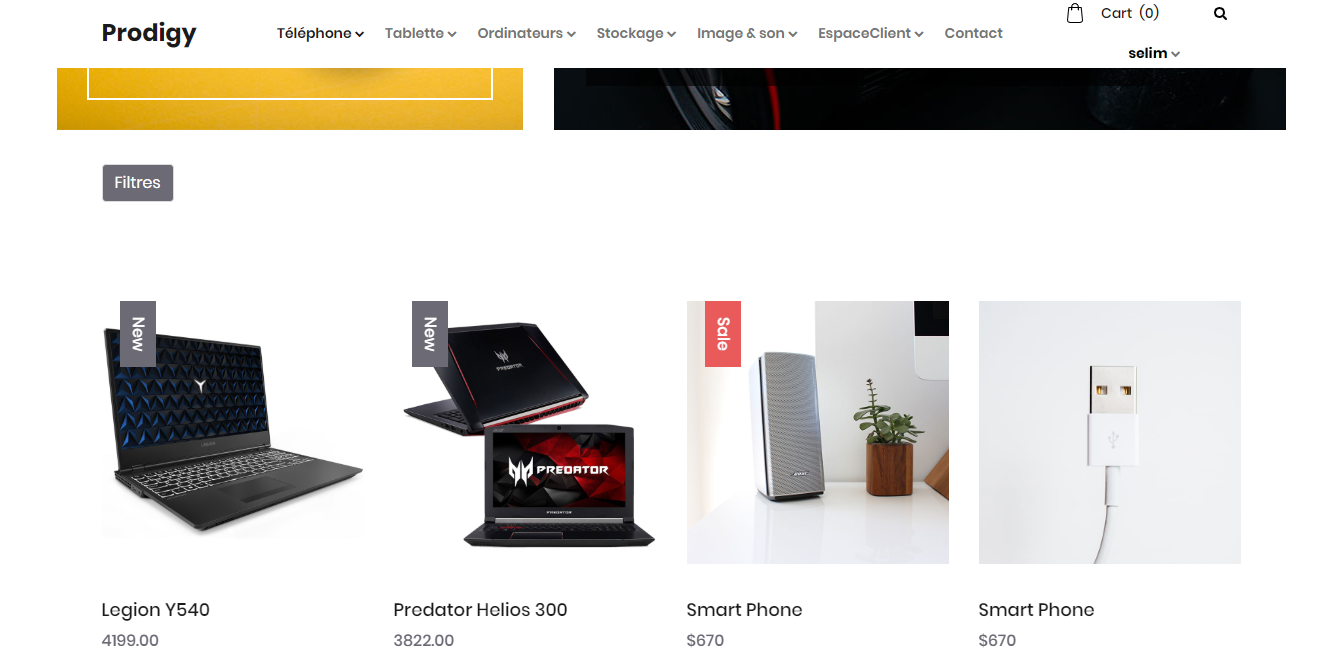 Prodigy
Téléphone
Tablette
Ordinateurs
Stockage
Image & son
EspaceClient
Contact
Cart (0)
selim
Filtres
New
New
PREDATOR
PREDATOR
Sale
Legion Y540
Predator Helios 300
Smart Phone
Smart Phone
4199.00
3822.00
$670
$670